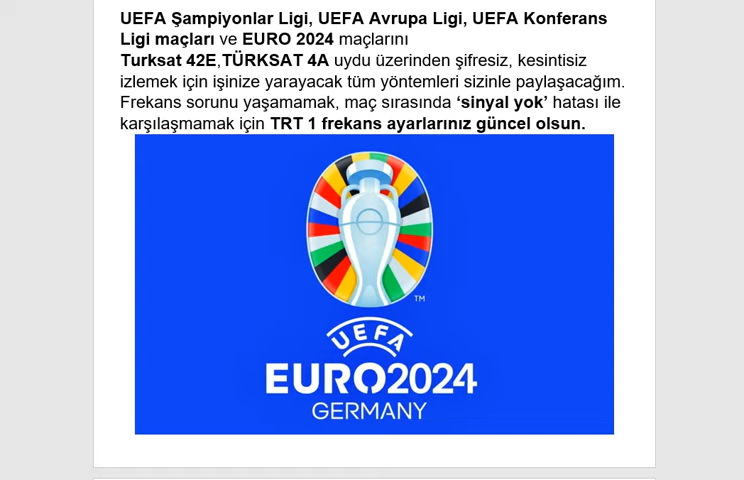 UEFA Şampiyonlar Ligi, UEFA Avrupa Ligi, UEFA Konferans
Ligi maçları ve EURO 2024 maçlarını
Turksat 42E,TÜRKSAT 4A uydu üzerinden şifresiz, kesintisiz
izlemek için işinize yarayacak tüm yöntemleri sizinle paylaşacağım.
Frekans sorunu yaşamamak, maç sırasında ‘sinyal yok’ hatası ile
karşılaşmamak için TRT 1 frekans ayarlarınız güncel olsun.
TM
UEFA
EURO2024
GERMANY